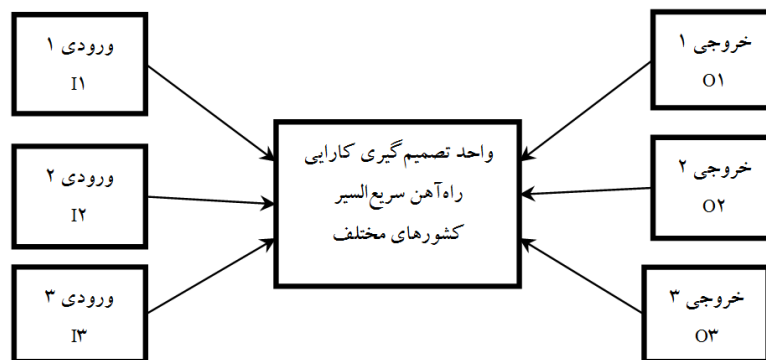 ورودی ۱
I۱
ورودی ۲
I۲
ورودی ۳
I۳
واحد تصمیم‌گیری کارایی
راه‌آهن سریع‌السیر
کشورهای مختلف
خروجی ۱
O۱
خروجی ۲
O۲
خروجی ۳
O۳